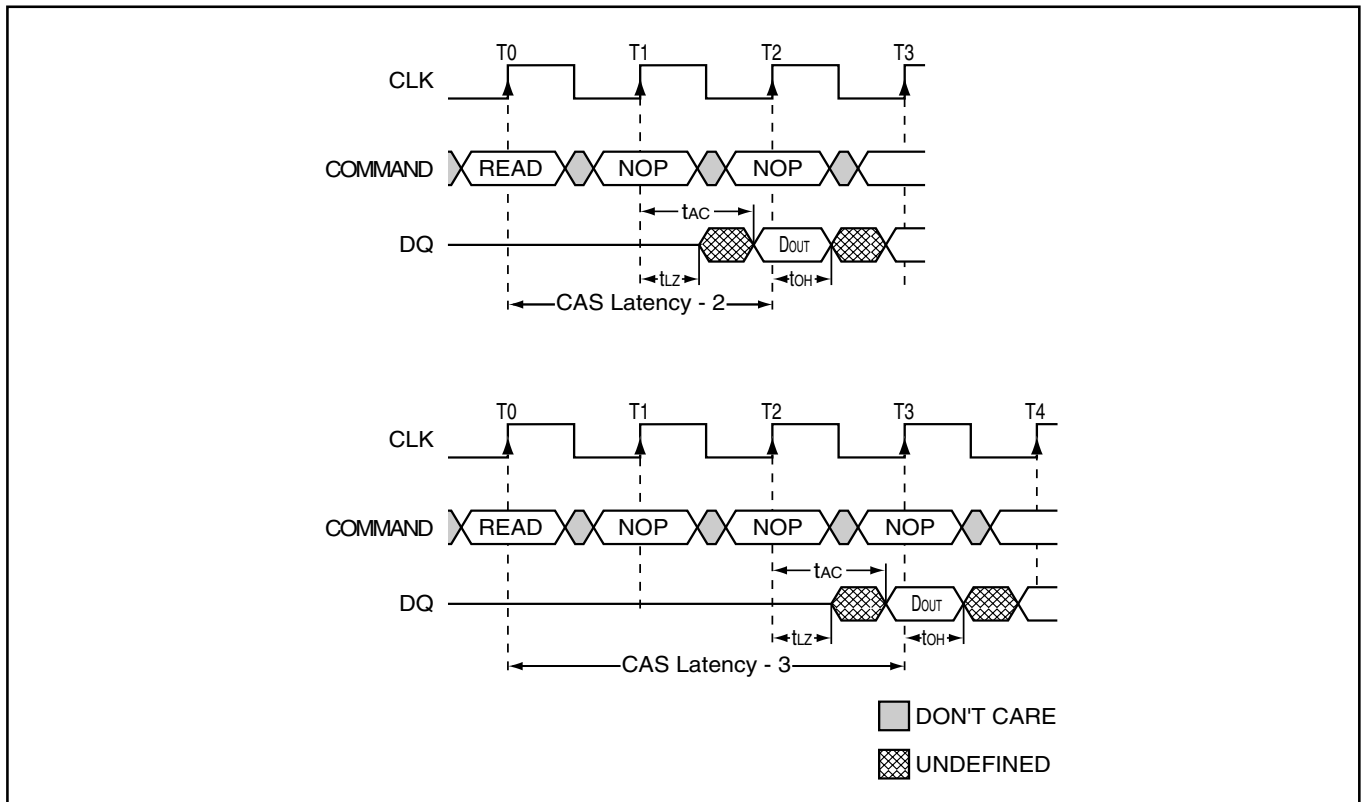 T0 T1 T2 T3
CLK
COMMAND READ NOP NOP
tAC
DQ DOUT
tLZ tOH
CAS Latency - 2
T0 T1 T2 T3 T4
CLK
COMMAND READ NOP NOP NOP
tAC
DQ DOUT
tLZ tOH
CAS Latency - 3
DON'T CARE
UNDEFINED